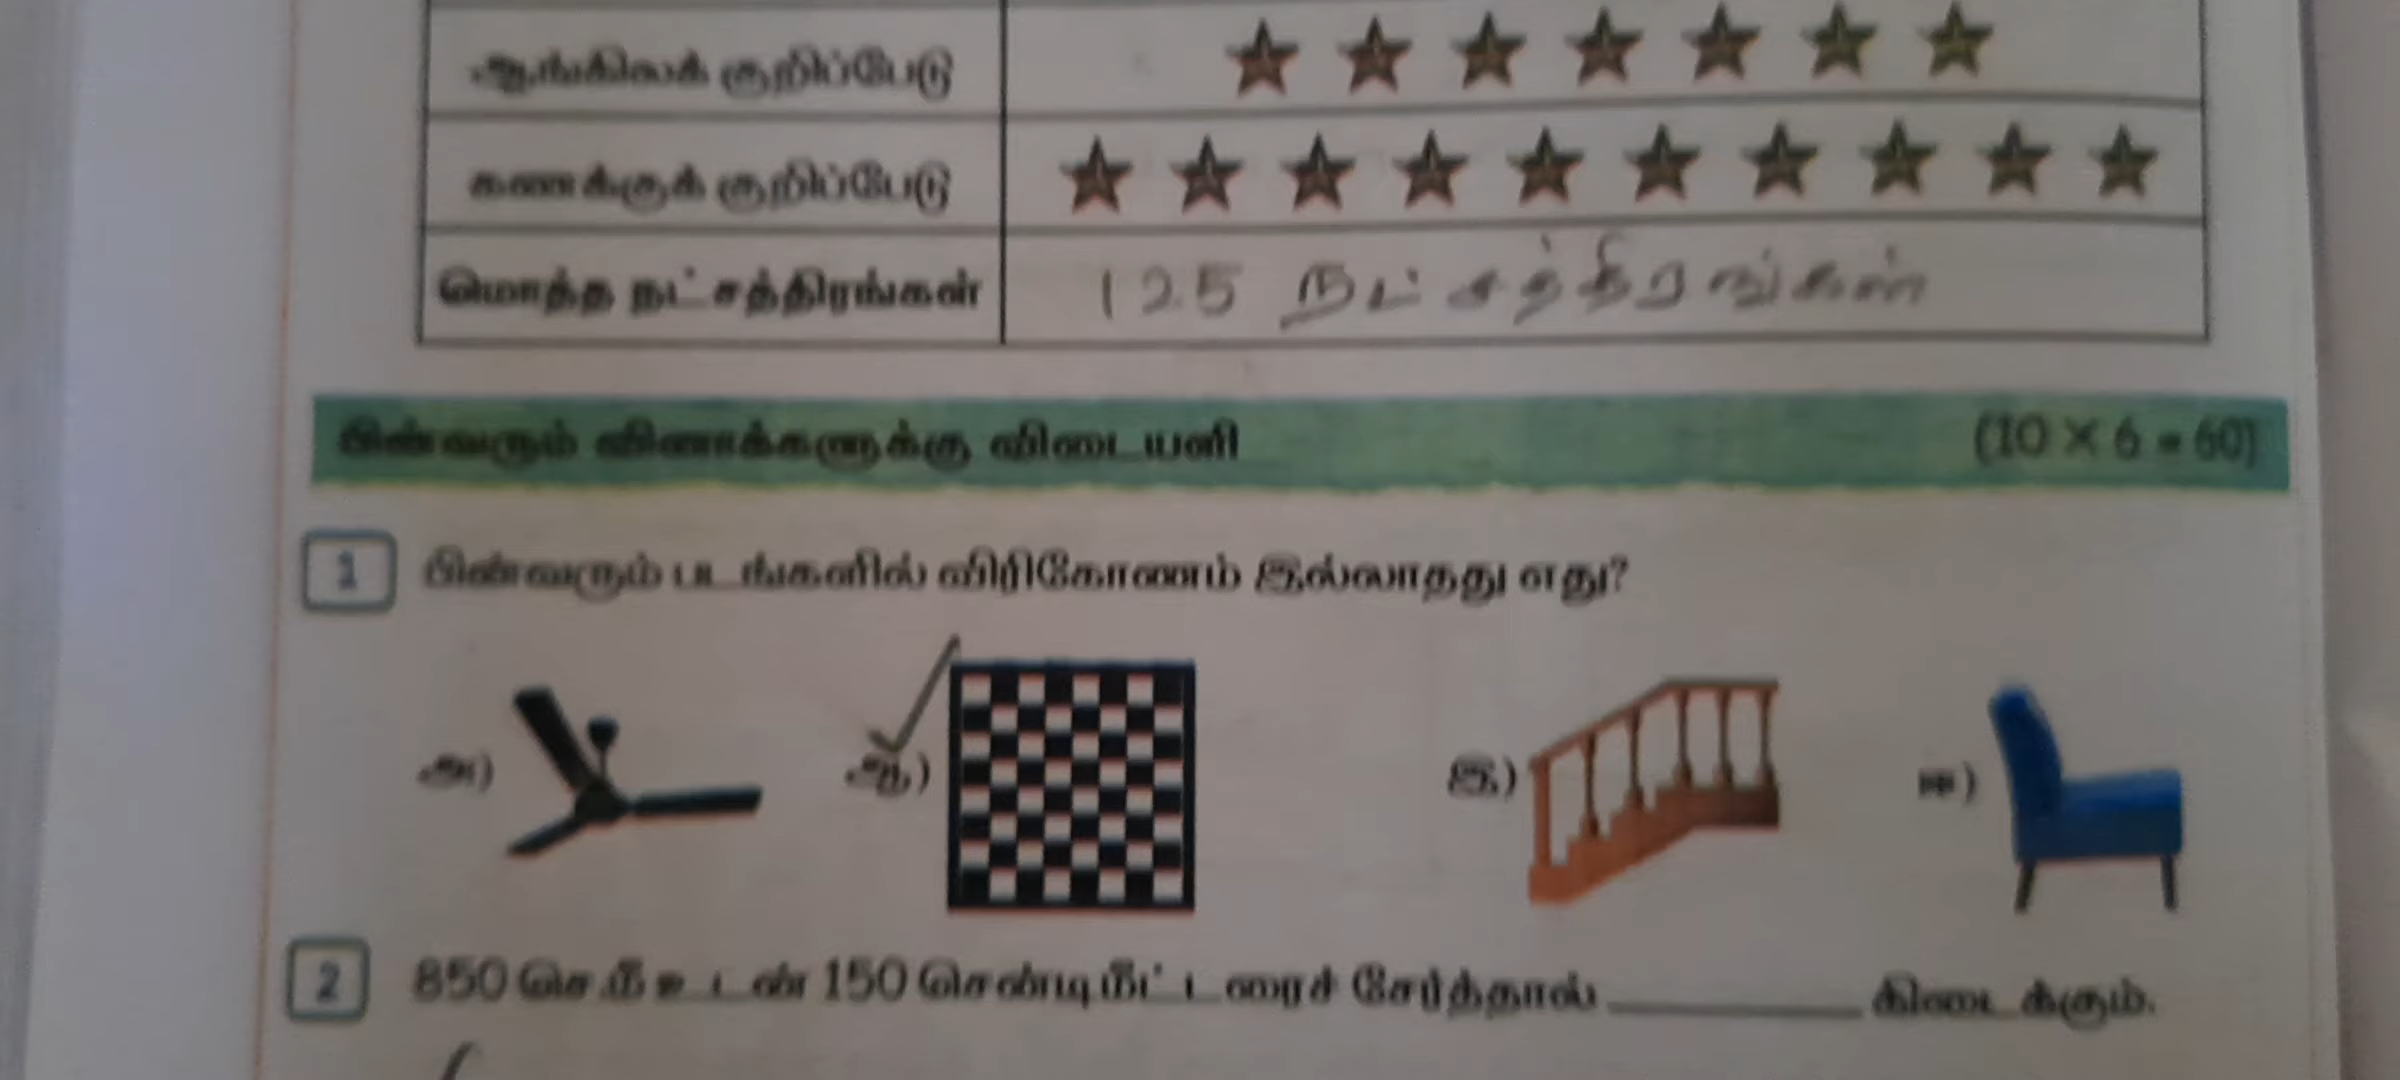 ஆங்கிலக் குறிப்பேடு
கணக்குக் குறிப்பேடு
மொத்த நட்சத்திரங்கள் 125 நட்சத்திரங்கள்
பின்வரும் வினாக்களுக்கு விடையளி (10 X 6 = 60)
1 பின்வரும் படங்களில் விரிகோணம் இல்லாதது எது?
அ) ஆ) இ) ஈ)
2 850 செ.மீ உடன் 150 சென்டிமீட்டரைச் சேர்த்தால் __________ கிடைக்கும்.